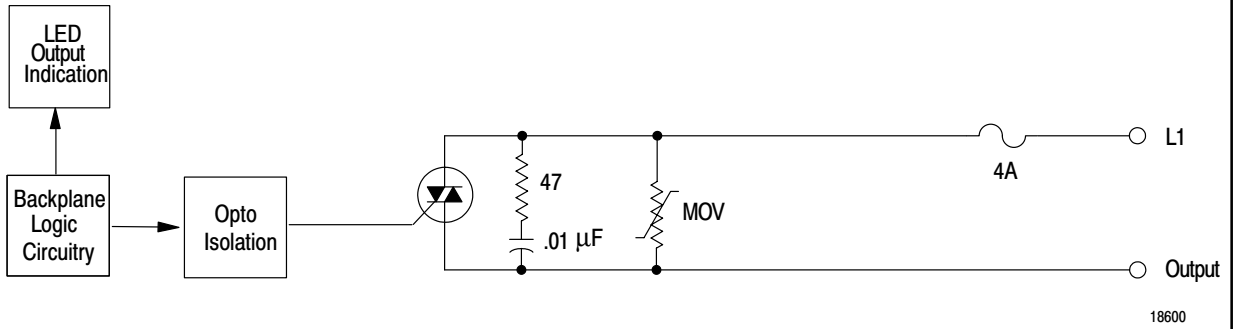 LED
Output
Indication
Backplane
Logic
Circuitry
Opto
Isolation
47
.01 μF
MOV
4A
L1
Output
18600